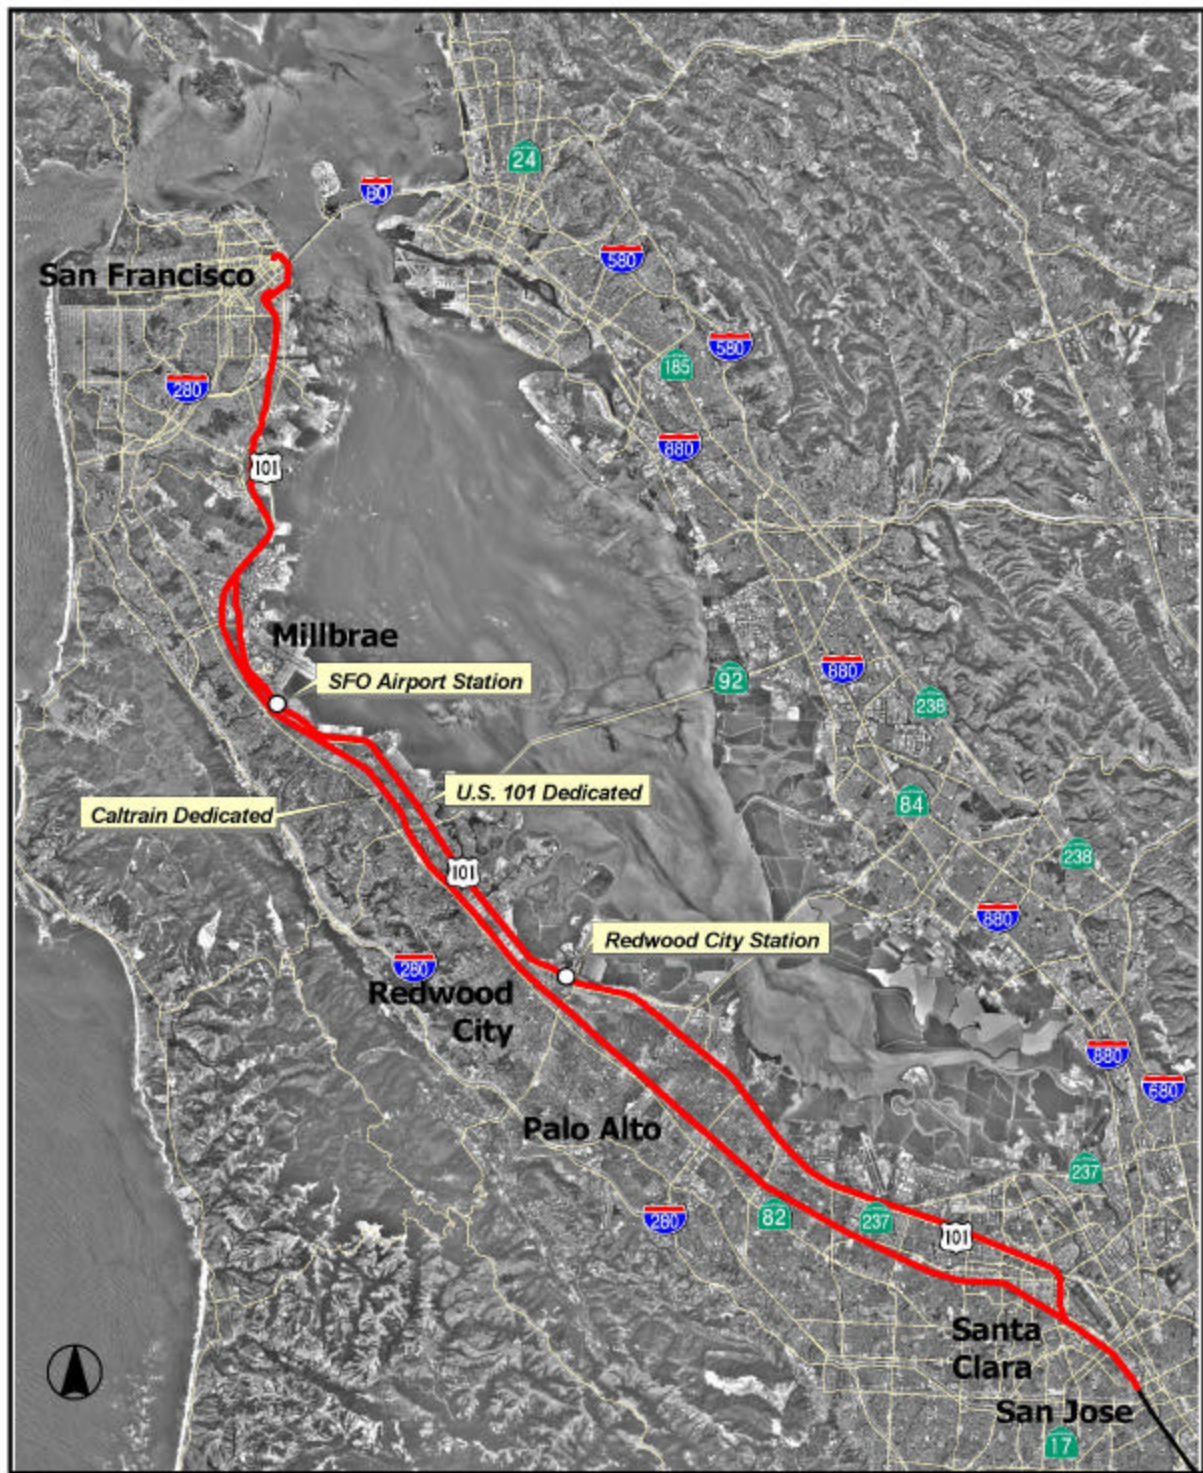 24
80
580
San Francisco
580
185
280
880
101
Millbrae
880
SFO Airport Station
92
238
U.S. 101 Dedicated
84
Caltrain Dedicated
238
101
880
Redwood City Station
280
Redwood
City
880
680
Palo Alto
237
280
82
237
101
Santa
Clara
San Jose
17